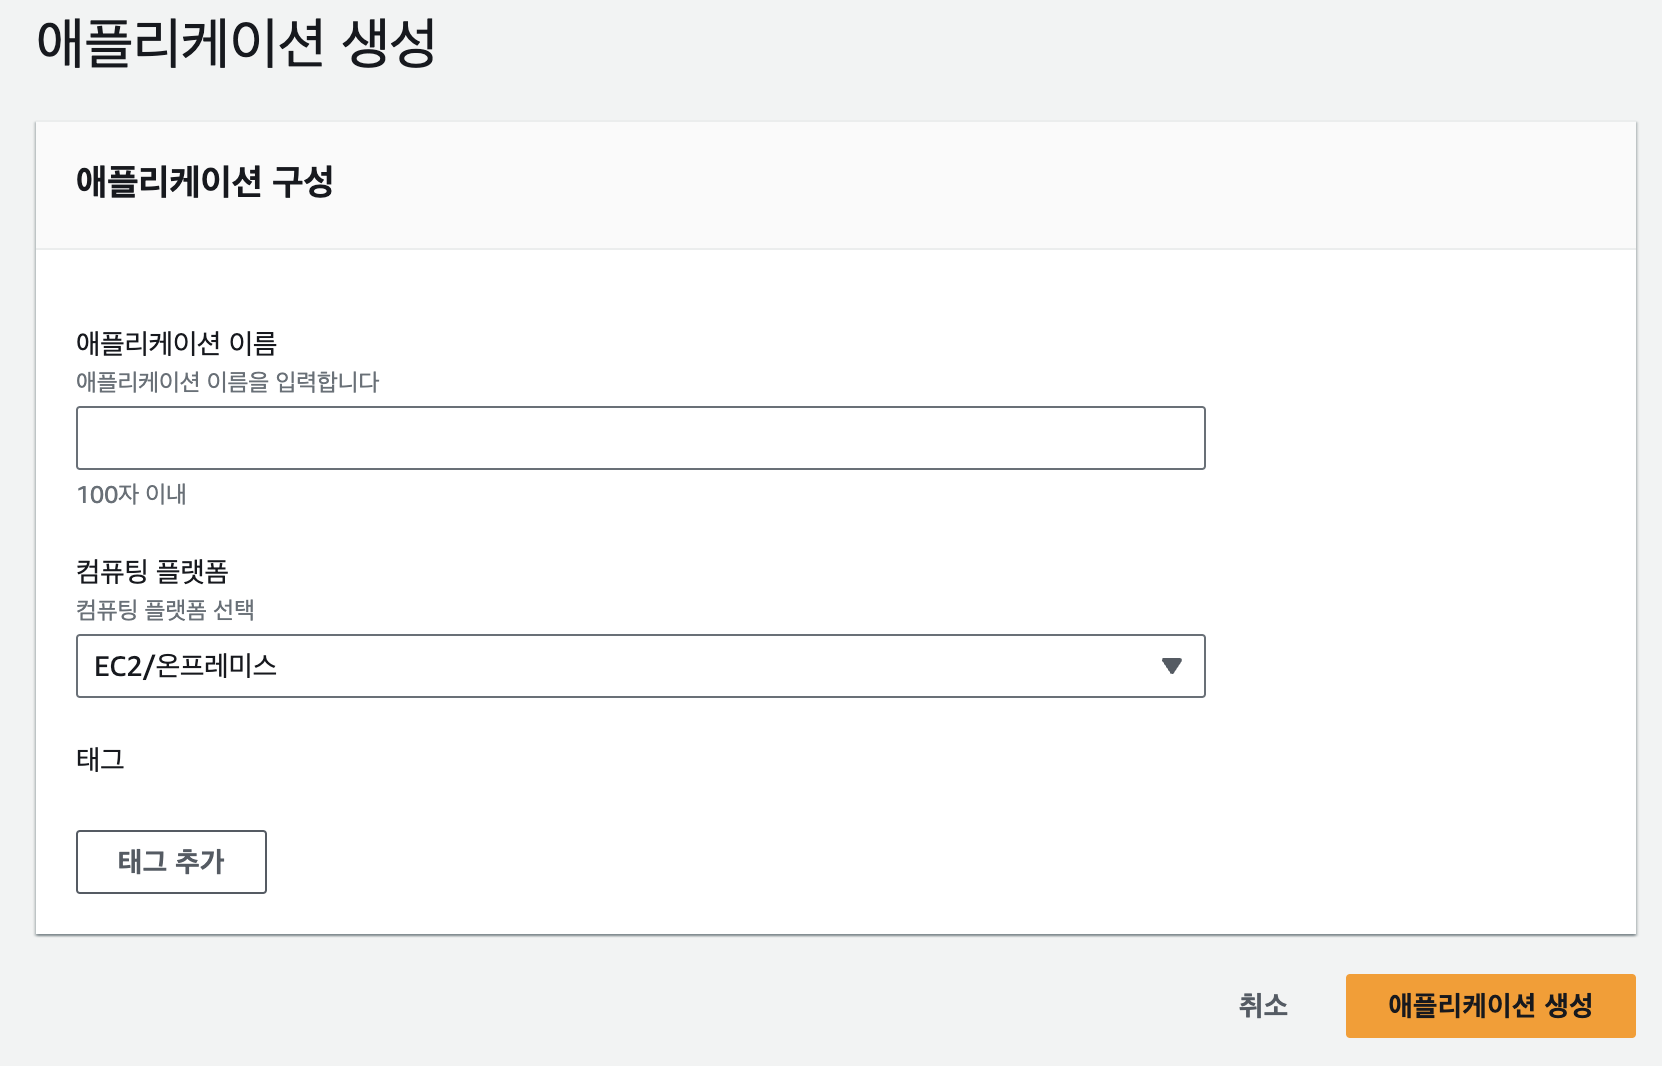 애플리케이션 생성
애플리케이션 구성
애플리케이션 이름
애플리케이션 이름을 입력합니다
100자 이내
컴퓨팅 플랫폼
컴퓨팅 플랫폼 선택
EC2/온프레미스
태그
태그 추가
취소
애플리케이션 생성